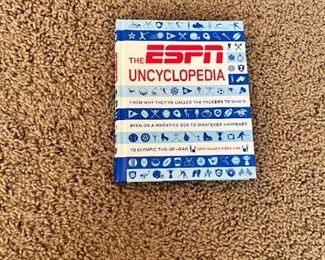 THE ESPN
UNCYCLOPEDIA
FROM WHY THEY'RE CALLED THE PACKERS TO WHO'S
BEEN ON A WHEATIES BOX TO WHATEVER HAPPENED
TO OLYMPIC TUG-OF-WAR